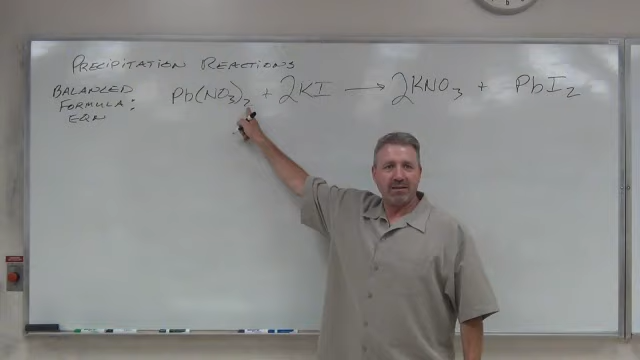 PRECIPITATION REACTIONS
BALANCED
FORMULA:
EQN
Pb(NO₃)₂ + 2KI → 2KNO₃ + PbI₂